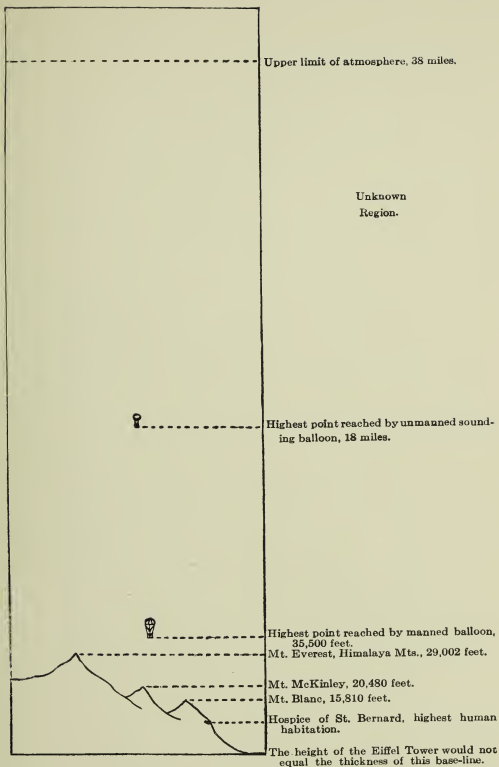 Upper limit of atmosphere, 38 miles.
Unknown
Region.
Highest point reached by unmanned sound-
ing balloon, 18 miles.
Highest point reached by manned balloon,
35,500 feet.
Mt. Everest, Himalaya Mts., 29,002 feet.
Mt. McKinley, 20,480 feet.
Mt. Blanc, 15,810 feet.
Hospice of St. Bernard, highest human
habitation.
The height of the Eiffel Tower would not
equal the thickness of this base-line.